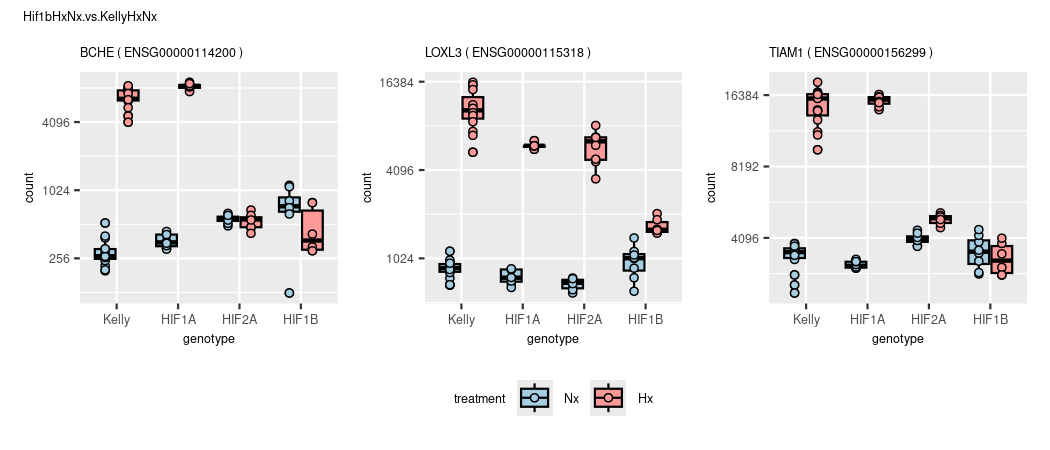 Hif1bHxNx.vs.KellyHxNx
BCHE ( ENSG00000114200 )
LOXL3 ( ENSG00000115318 )
TIAM1 ( ENSG00000156299 )
count
4096
1024
256
Kelly HIF1A HIF2A HIF1B
genotype
count
16384
4096
1024
Kelly HIF1A HIF2A HIF1B
genotype
count
16384
8192
4096
Kelly HIF1A HIF2A HIF1B
genotype
treatment Nx Hx